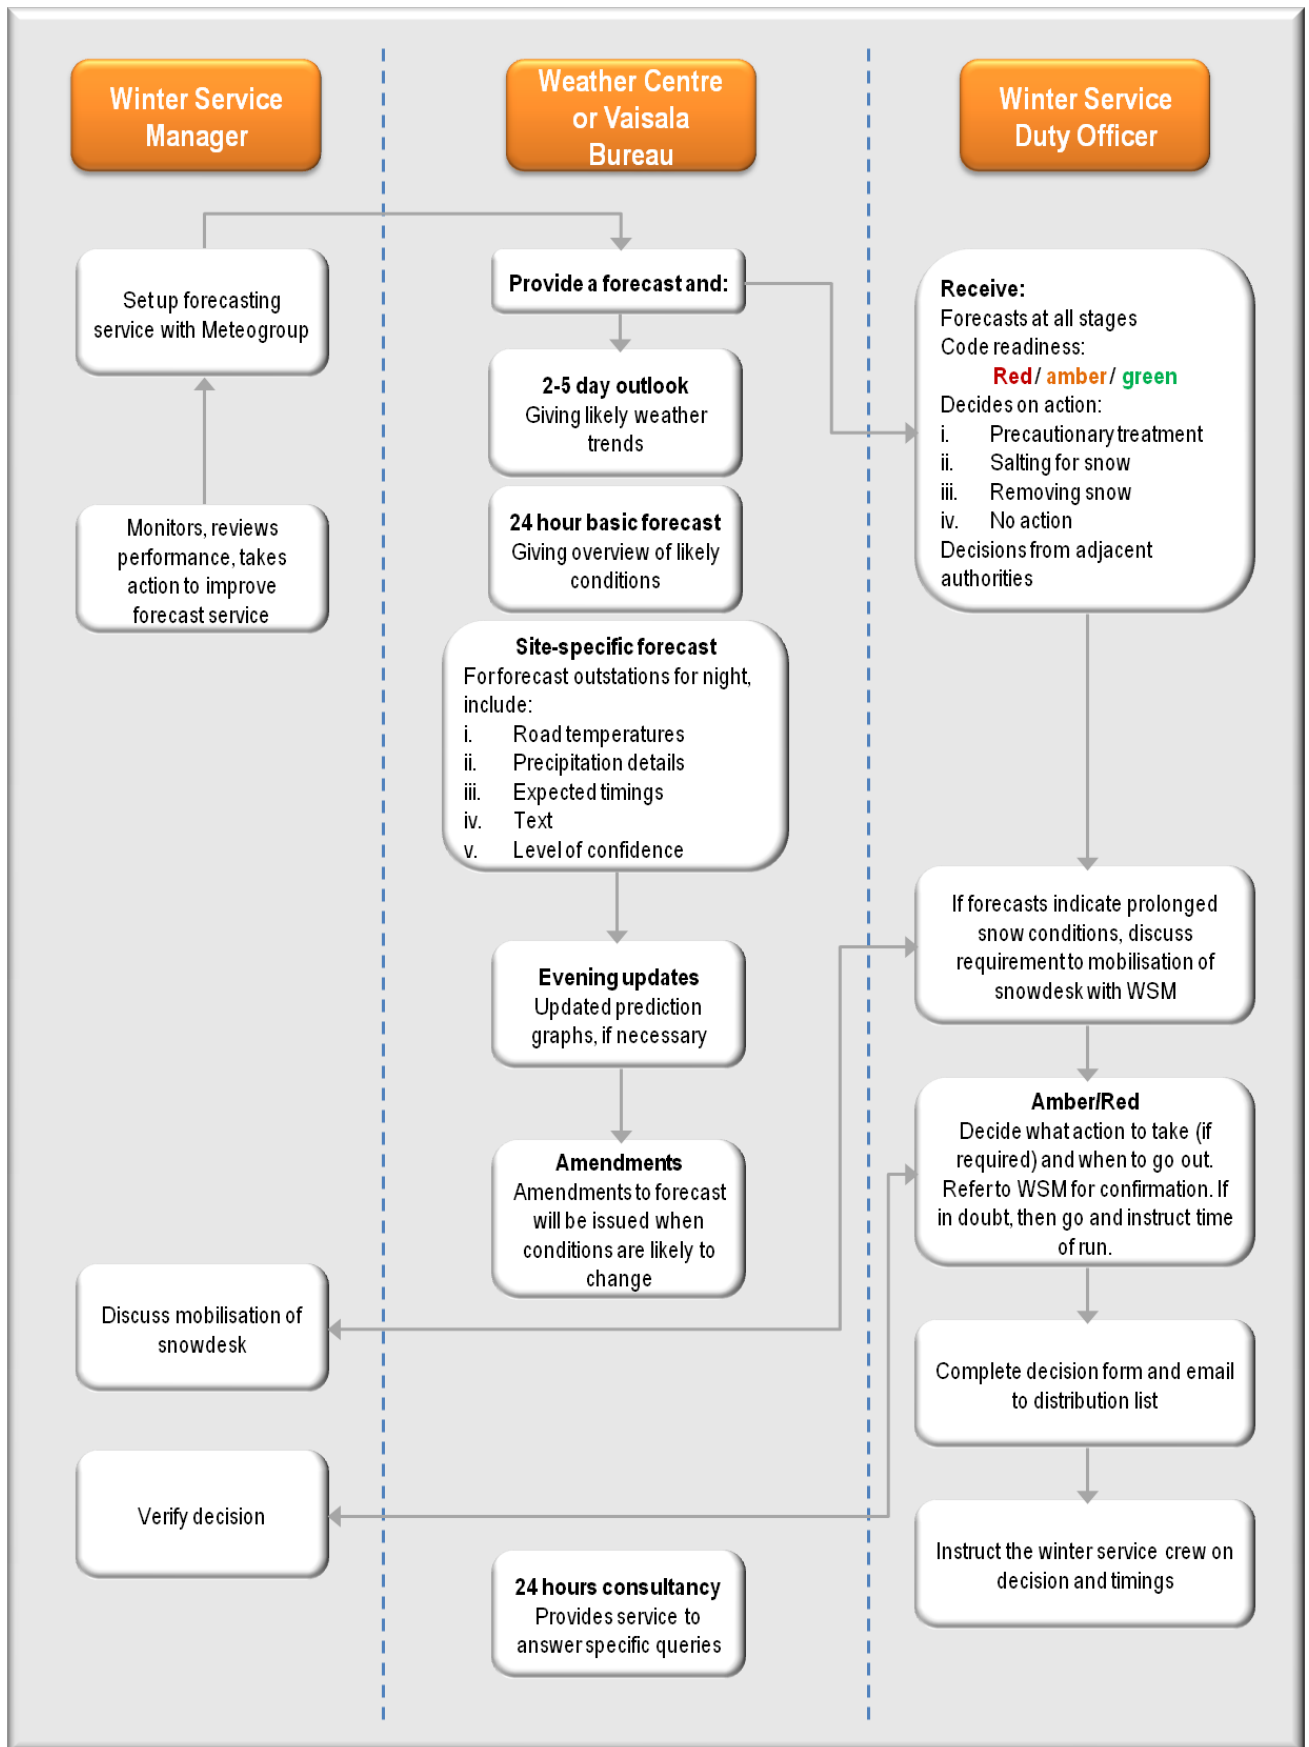 Winter Service
Manager
Weather Centre
or Vaisala
Bureau
Winter Service
Duty Officer
Set up forecasting
service with Meteogroup
Monitors, reviews
performance, takes
action to improve
forecast service
Discuss mobilisation of
snowdesk
Verify decision
Provide a forecast and:
2-5 day outlook
Giving likely weather
trends
24 hour basic forecast
Giving overview of likely
conditions
Site-specific forecast
For forecast outstations for night,
include:
i. Road temperatures
ii. Precipitation details
iii. Expected timings
iv. Text
v. Level of confidence
Evening updates
Updated prediction
graphs, if necessary
Amendments
Amendments to forecast
will be issued when
conditions are likely to
change
24 hours consultancy
Provides service to
answer specific queries
Receive:
Forecasts at all stages
Code readiness:
Red / amber / green
Decides on action:
i. Precautionary treatment
ii. Salting for snow
iii. Removing snow
iv. No action
Decisions from adjacent
authorities
If forecasts indicate prolonged
snow conditions, discuss
requirement to mobilisation of
snowdesk with WSM
Amber/Red
Decide what action to take (if
required) and when to go out.
Refer to WSM for confirmation. If
in doubt, then go and instruct time
of run.
Complete decision form and email
to distribution list
Instruct the winter service crew on
decision and timings